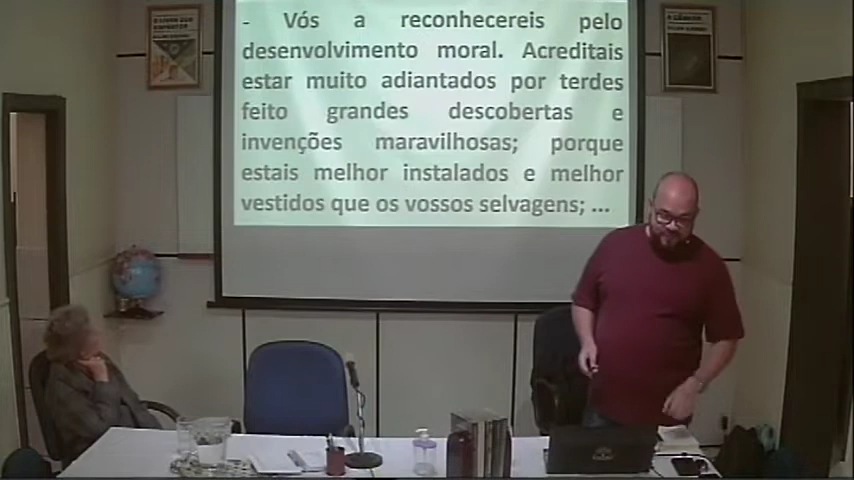 - Vós a reconhecereis pelo
desenvolvimento moral. Acreditais
estar muito adiantados por terdes
feito grandes descobertas e
invenções maravilhosas; porque
estais melhor instalados e melhor
vestidos que os vossos selvagens; ...